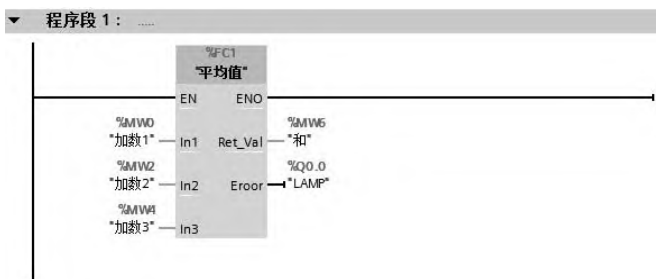 程序段 1： .....
%FC1
"平均值"
EN ENO
%MW0 %MW6
"加数1" In1 Ret_Val "和"
%MW2 %Q0.0
"加数2" In2 Eroor "LAMP"
%MW4
"加数3" In3